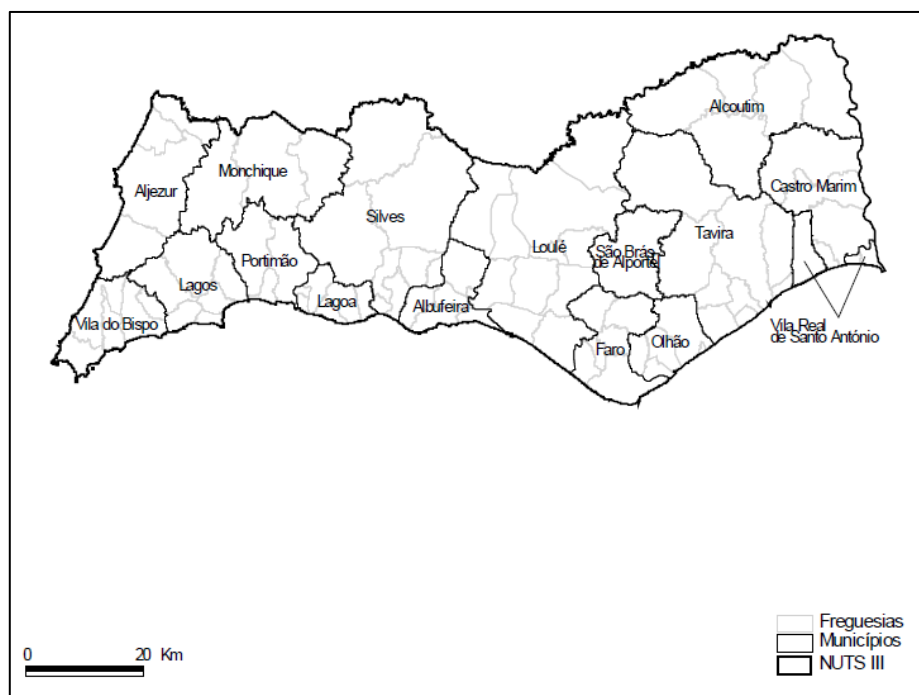 Alcoutim
Aljezur
Monchique
Castro Marim
Silves
Tavira
Loulé
São Brás
de Alportel
Portimão
Lagos
Lagoa
Albufeira
Vila do Bispo
Faro
Olhão
Vila Real
de Santo António
Freguesias
Municípios
NUTS III
0 20 Km